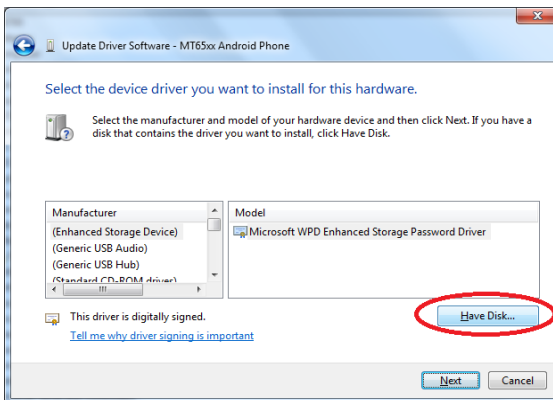 Update Driver Software - MT65xx Android Phone
Select the device driver you want to install for this hardware.
Select the manufacturer and model of your hardware device and then click Next. If you have a
disk that contains the driver you want to install, click Have Disk.
Manufacturer
(Enhanced Storage Device)
(Generic USB Audio)
(Generic USB Hub)
(Standard CD-ROM driver)
Model
Microsoft WPD Enhanced Storage Password Driver
This driver is digitally signed.
Tell me why driver signing is important
Have Disk...
Next
Cancel